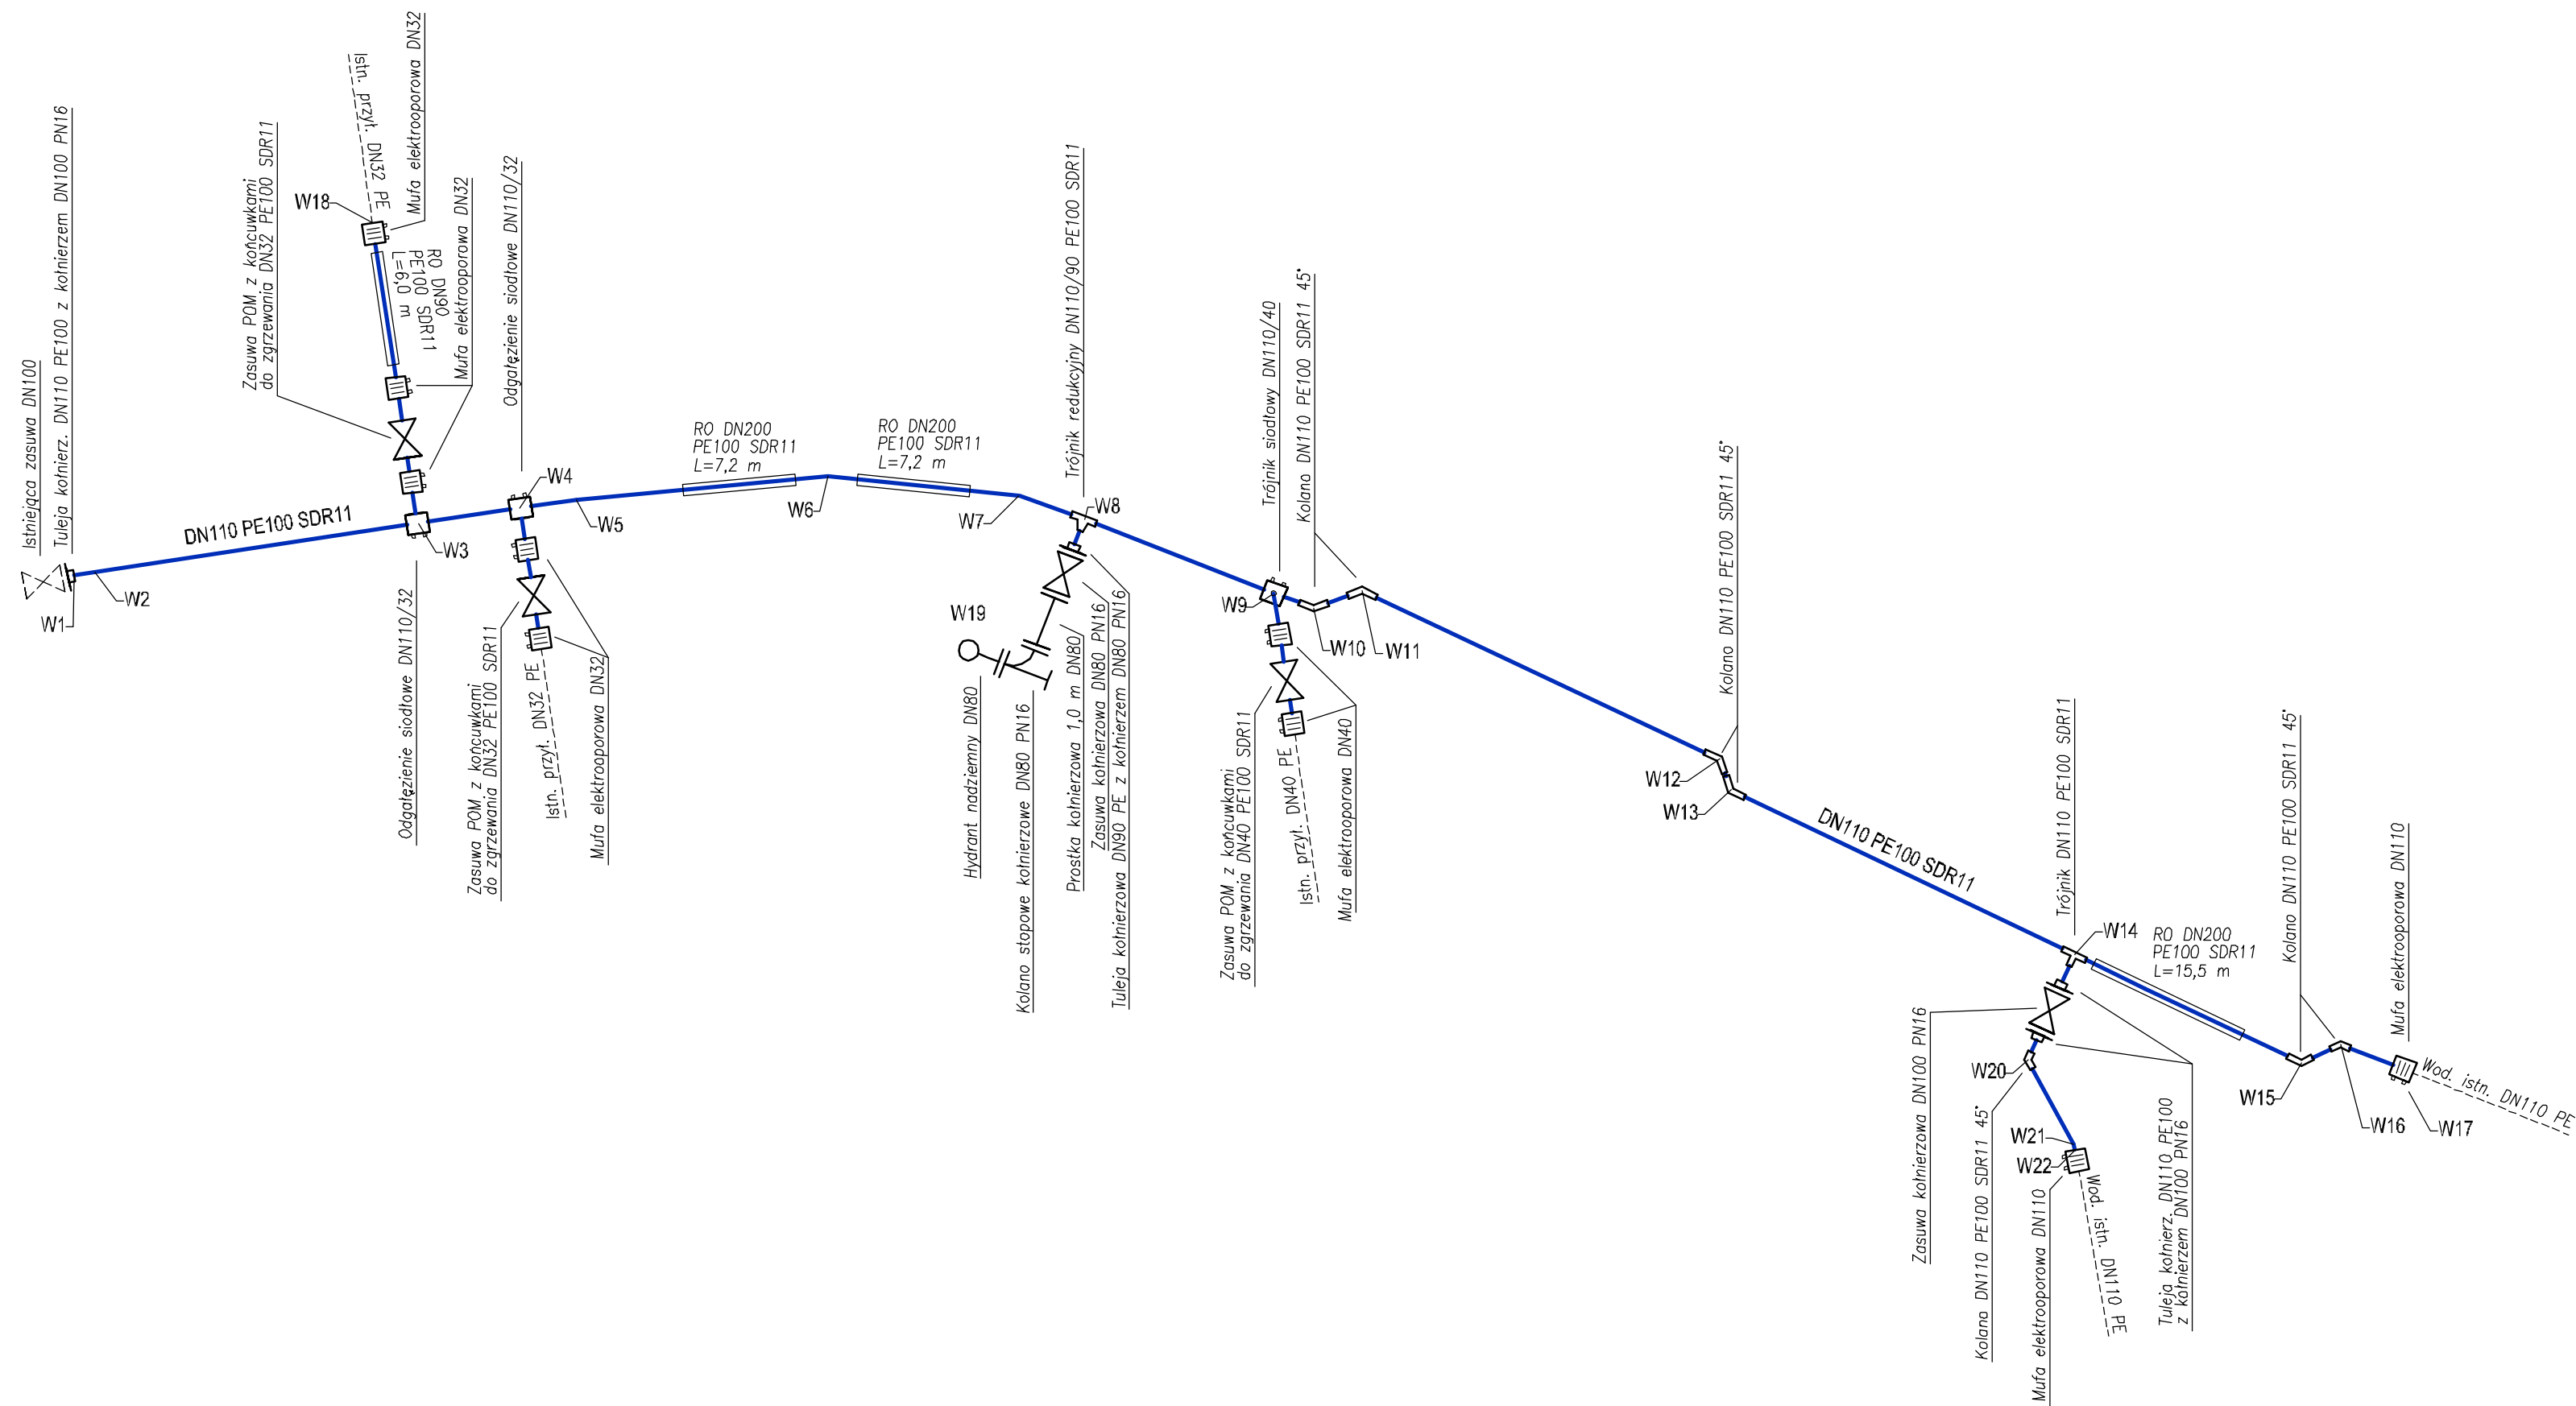 Istniejąca zasuwa DN100
Tuleja kołnierz. DN110 PE100 z kołnierzem DN100 PN16
W1
W2
DN110 PE100 SDR11
Zasuwa POM z końcuwkami
do zgrzewania DN32 PE100 SDR11
W18
Istn. przył. DN32 PE
Mufa elektrooporowa DN32
RO DN90
PE100 SDR11
L=6,0 m
Mufa elektrooporowa DN32
W3
Odgałęzienie siodłowe DN110/32
Odgałęzienie siodłowe DN110/32
W4
W5
Zasuwa POM z końcuwkami
do zgrzewania DN32 PE100 SDR11
Istn. przył. DN32 PE
Mufa elektrooporowa DN32
RO DN200
PE100 SDR11
L=7,2 m
W6
RO DN200
PE100 SDR11
L=7,2 m
W7
Trójnik redukcyjny DN110/90 PE100 SDR11
W8
W19
Hydrant nadziemny DN80
Kolano stopowe kołnierzowe DN80 PN16
Prostka kołnierzowa 1,0 m DN80
Zasuwa kołnierzowa DN80 PN16
Tuleja kołnierzowa DN90 PE z kołnierzem DN80 PN16
Trójnik siodłowy DN110/40
Kolana DN110 PE100 SDR11 45°
W9
W10
W11
Zasuwa POM z końcuwkami
do zgrzewania DN40 PE100 SDR11
Istn. przył. DN40 PE
Mufa elektrooporowa DN40
Kolano DN110 PE100 SDR11 45°
W12
W13
DN110 PE100 SDR11
Trójnik DN110 PE100 SDR11
W14
RO DN200
PE100 SDR11
L=15,5 m
Kolano DN110 PE100 SDR11 45°
Mufa elektrooporowa DN110
W15
W16
W17
Wod. istn. DN110 PE
Zasuwa kołnierzowa DN100 PN16
W20
Kolana DN110 PE100 SDR11 45°
W21
W22
Mufa elektrooporowa DN110
Wod. istn. DN110 PE
Tuleja kołnierz. DN110 PE100
z kołnierzem DN100 PN16